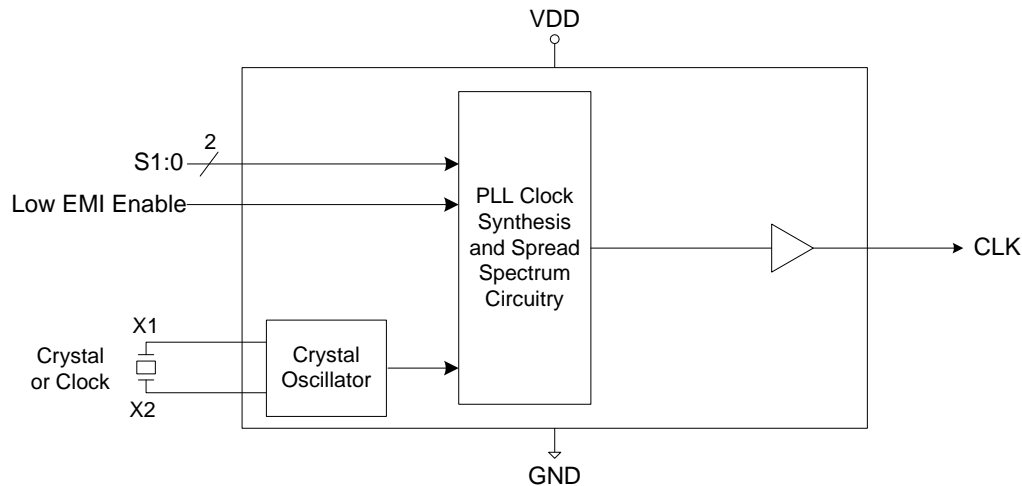 VDD
2
S1:0
Low EMI Enable
PLL Clock
Synthesis
and Spread
Spectrum
Circuitry
CLK
X1
Crystal
or Clock
X2
Crystal
Oscillator
GND